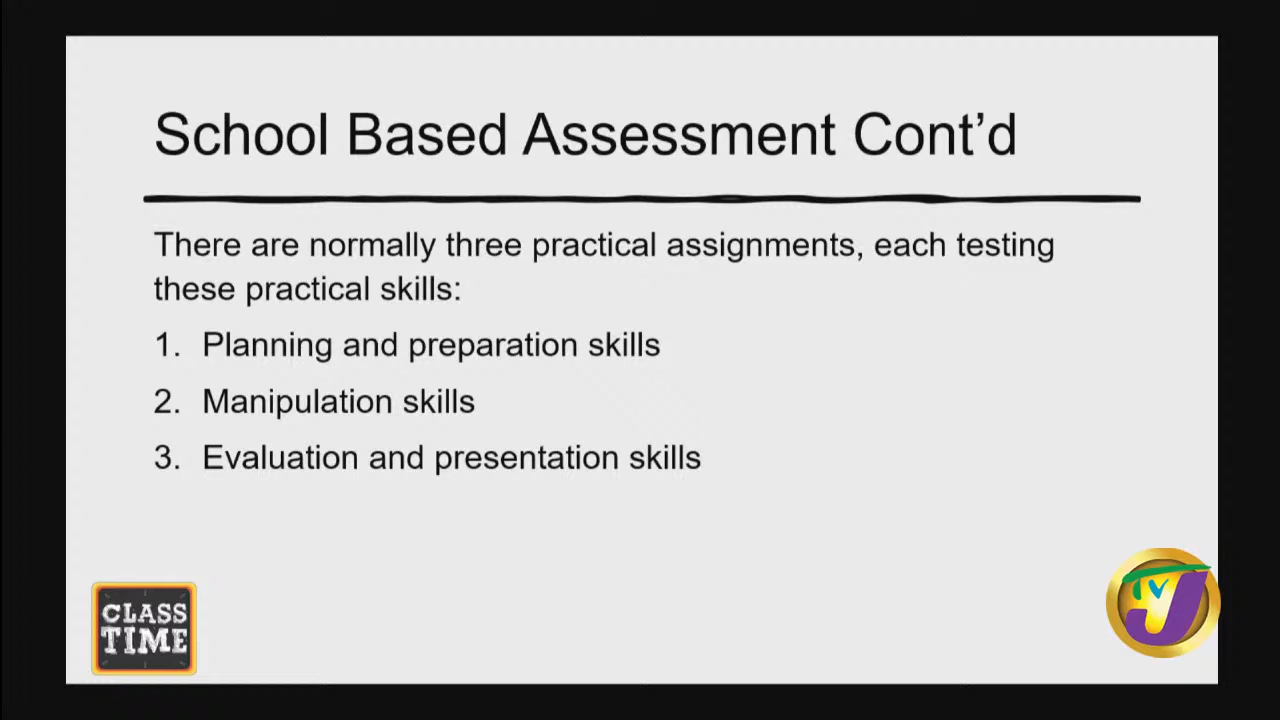 School Based Assessment Cont’d
There are normally three practical assignments, each testing
these practical skills:
1. Planning and preparation skills
2. Manipulation skills
3. Evaluation and presentation skills
CLASS
TIME
TVJ